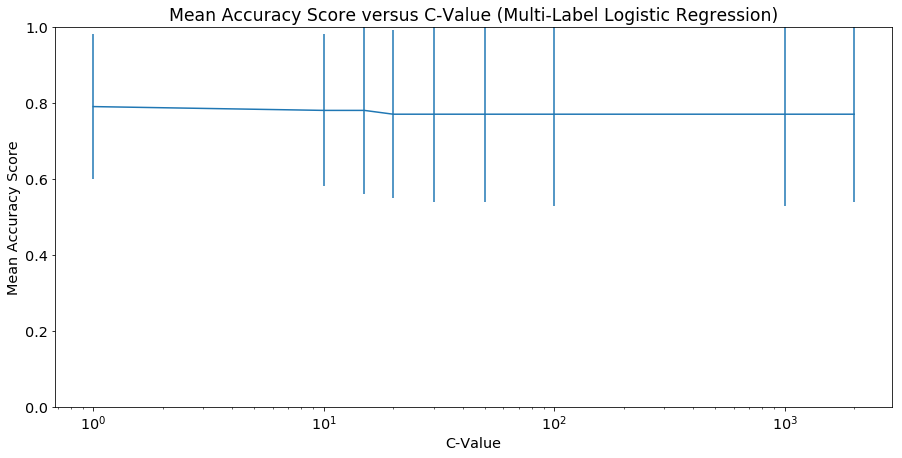 Mean Accuracy Score versus C-Value (Multi-Label Logistic Regression)
Mean Accuracy Score
1.0
0.8
0.6
0.4
0.2
0.0
10⁰ 10¹ 10² 10³
C-Value